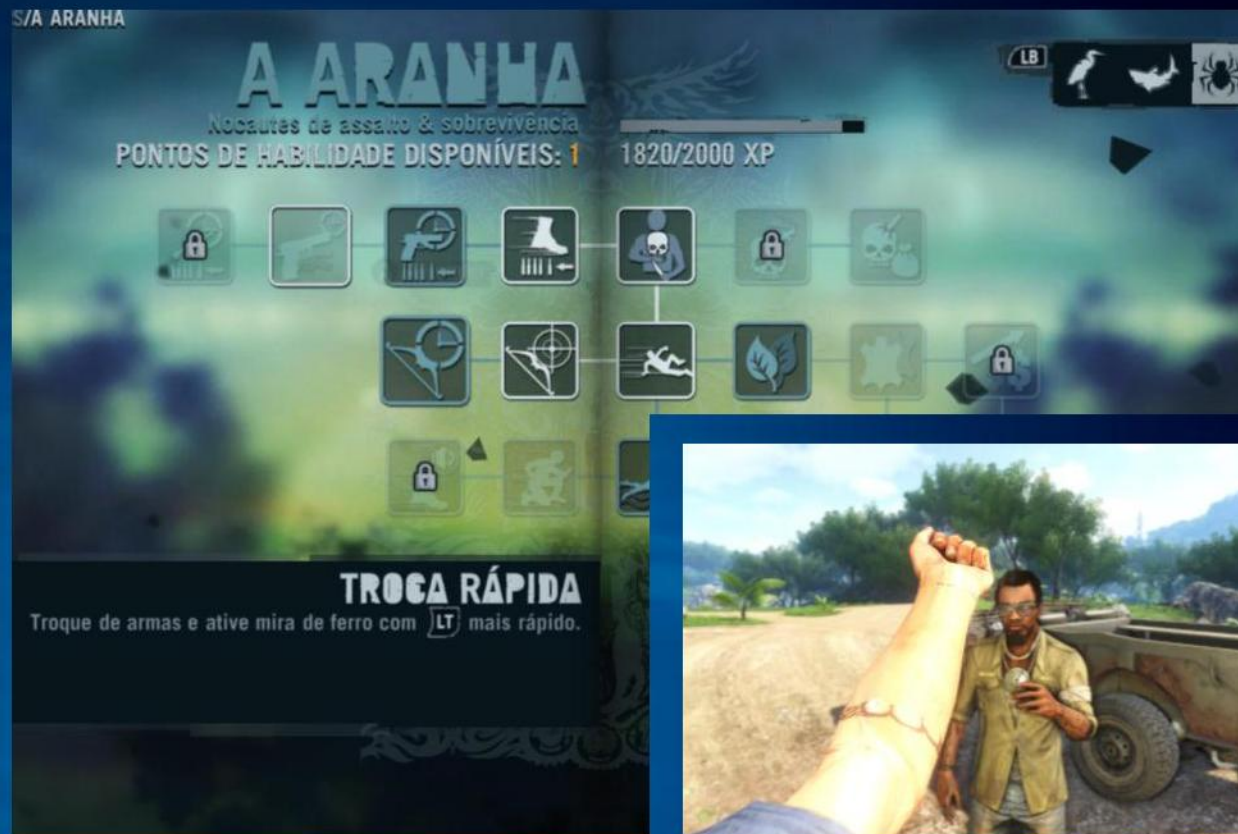 S/A ARANHA
A ARANHA
LB
Nocautes de assalto & sobrevivência
PONTOS DE HABILIDADE DISPONÍVEIS: 1
1820/2000 XP
TROCA RÁPIDA
Troque de armas e ative mira de ferro com LT mais rápido.